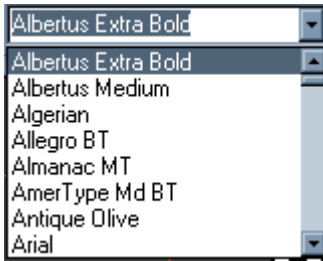 Albertus Extra Bold
Albertus Extra Bold
Albertus Medium
Algerian
Allegro BT
Almanac MT
AmerType Md BT
Antique Olive
Arial